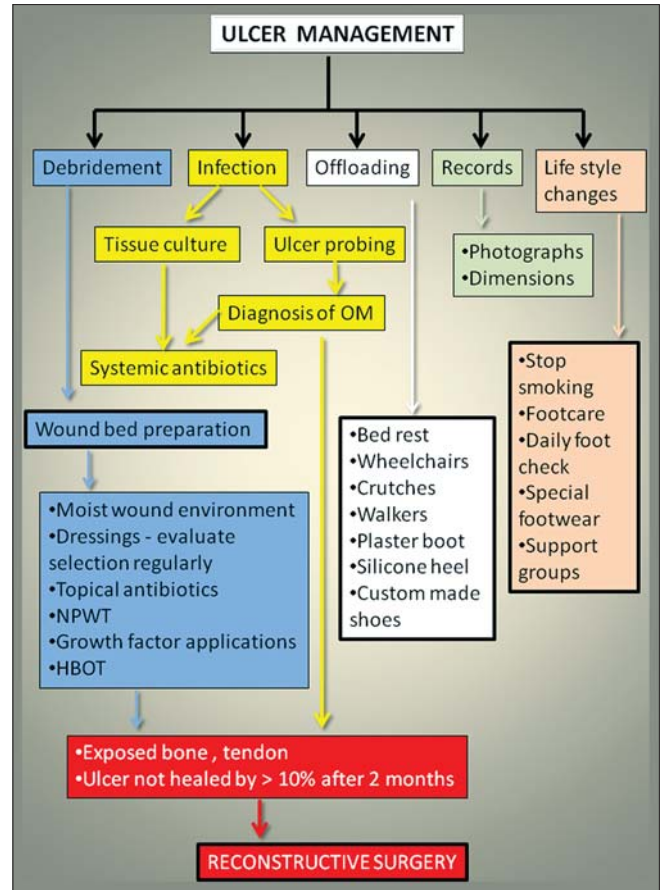 ULCER MANAGEMENT
Debridement
Infection
Offloading
Records
Life style
changes
Tissue culture
Ulcer probing
•Photographs
•Dimensions
Diagnosis of OM
Systemic antibiotics
•Stop
smoking
•Footcare
•Daily foot
check
•Special
footwear
•Support
groups
Wound bed preparation
•Bed rest
•Wheelchairs
•Crutches
•Walkers
•Plaster boot
•Silicone heel
•Custom made
shoes
•Moist wound environment
•Dressings - evaluate
selection regularly
•Topical antibiotics
•NPWT
•Growth factor applications
•HBOT
•Exposed bone , tendon
•Ulcer not healed by > 10% after 2 months
RECONSTRUCTIVE SURGERY